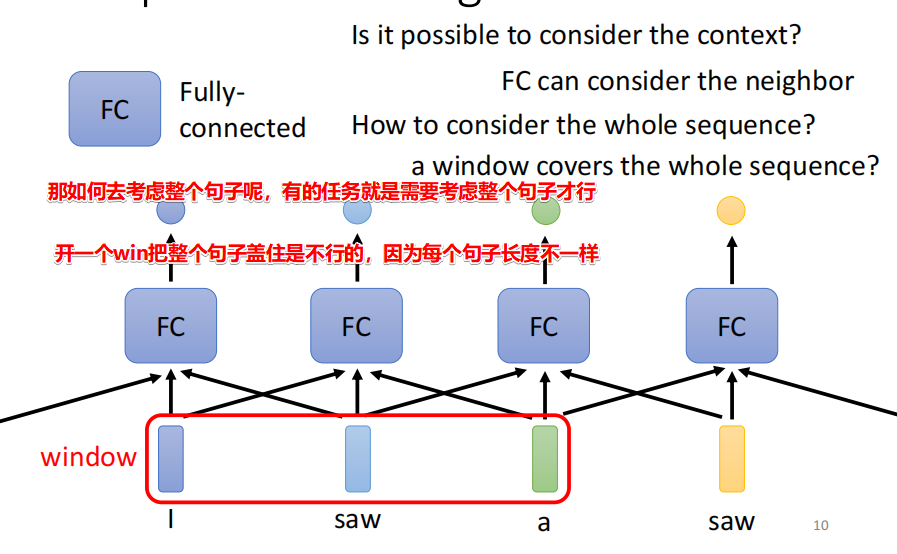 Is it possible to consider the context?
FC can consider the neighbor
FC
Fully-
connected
How to consider the whole sequence?
a window covers the whole sequence?
那如何去考虑整个句子呢，有的任务就是需要考虑整个句子才行
开一个win把整个句子盖住是不行的，因为每个句子长度不一样
FC FC FC FC
window
I saw a saw
10